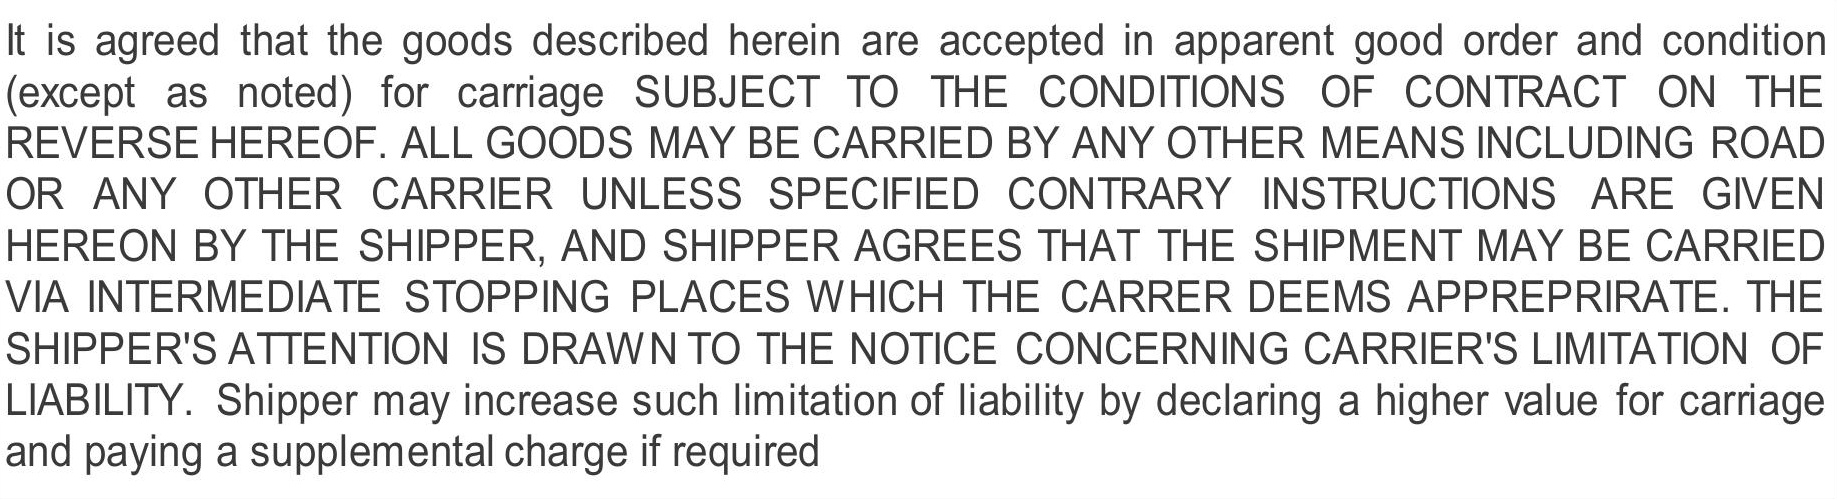 It is agreed that the goods described herein are accepted in apparent good order and condition
(except as noted) for carriage SUBJECT TO THE CONDITIONS OF CONTRACT ON THE
REVERSE HEREOF. ALL GOODS MAY BE CARRIED BY ANY OTHER MEANS INCLUDING ROAD
OR ANY OTHER CARRIER UNLESS SPECIFIED CONTRARY INSTRUCTIONS ARE GIVEN
HEREON BY THE SHIPPER, AND SHIPPER AGREES THAT THE SHIPMENT MAY BE CARRIED
VIA INTERMEDIATE STOPPING PLACES WHICH THE CARRER DEEMS APPREPRIRATE. THE
SHIPPER'S ATTENTION IS DRAWN TO THE NOTICE CONCERNING CARRIER'S LIMITATION OF
LIABILITY. Shipper may increase such limitation of liability by declaring a higher value for carriage
and paying a supplemental charge if required